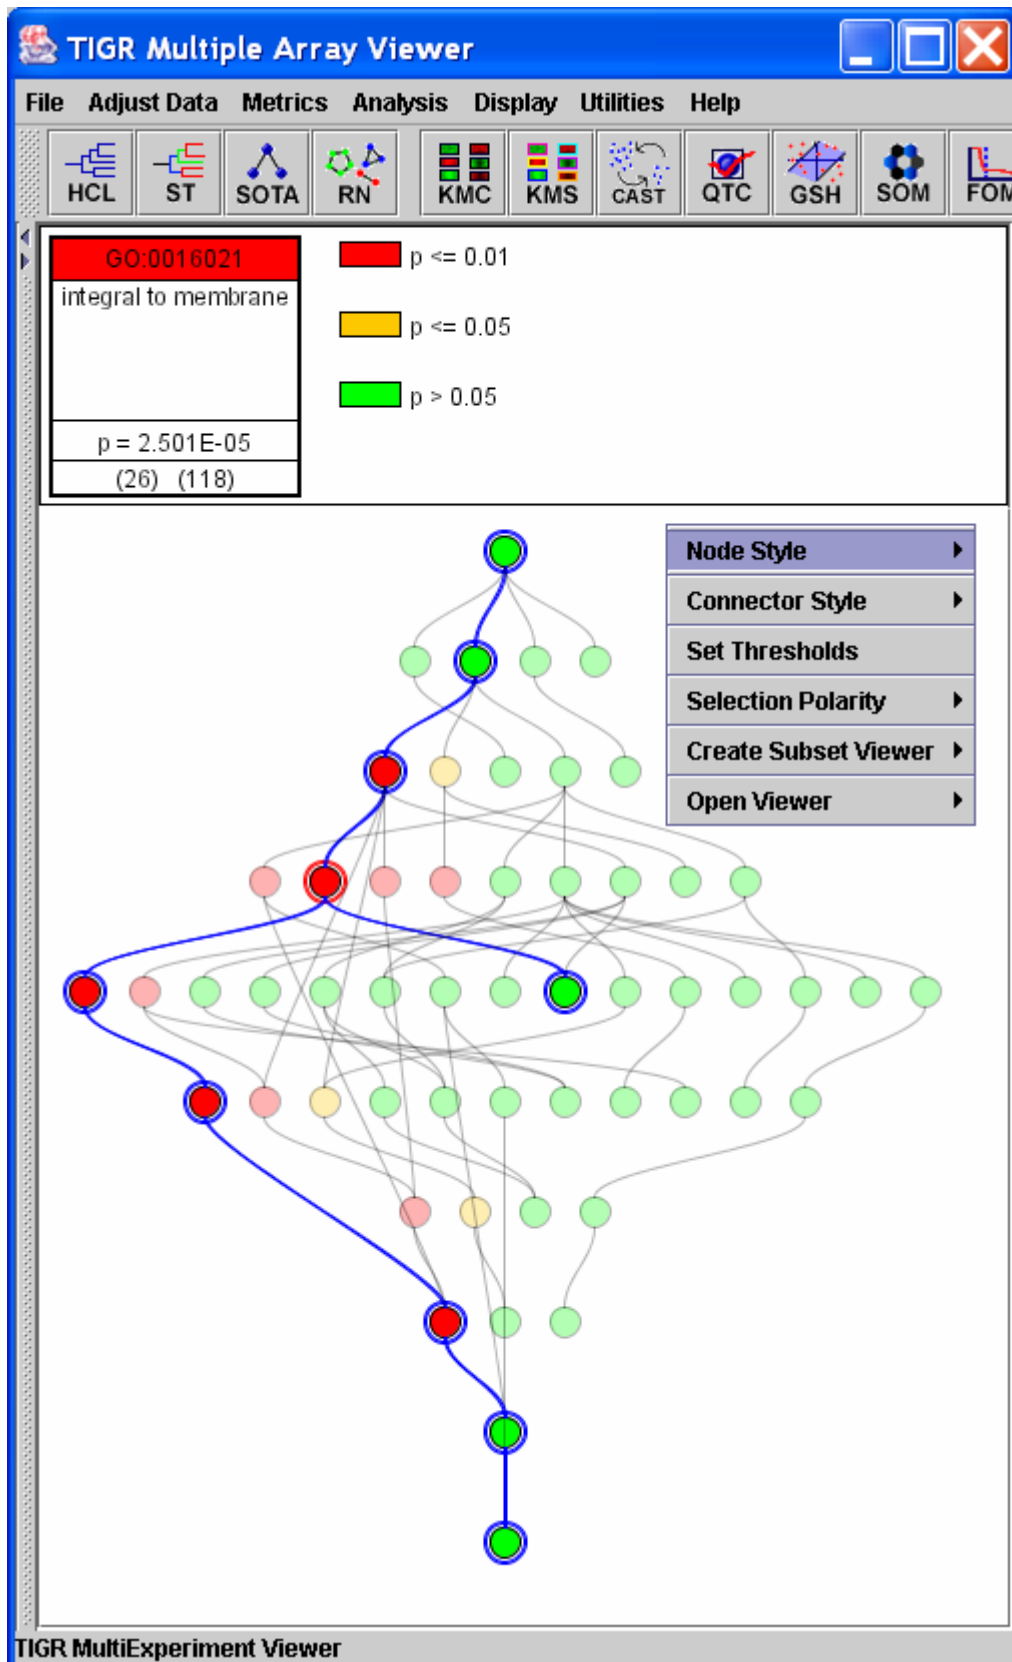 TIGR Multiple Array Viewer
File Adjust Data Metrics Analysis Display Utilities Help
HCL ST SOTA RN KMC KMS CAST QTC GSH SOM FOM
GO:0016021
integral to membrane
p = 2.501E-05
(26) (118)
p <= 0.01
p <= 0.05
p > 0.05
Node Style
Connector Style
Set Thresholds
Selection Polarity
Create Subset Viewer
Open Viewer
TIGR MultiExperiment Viewer